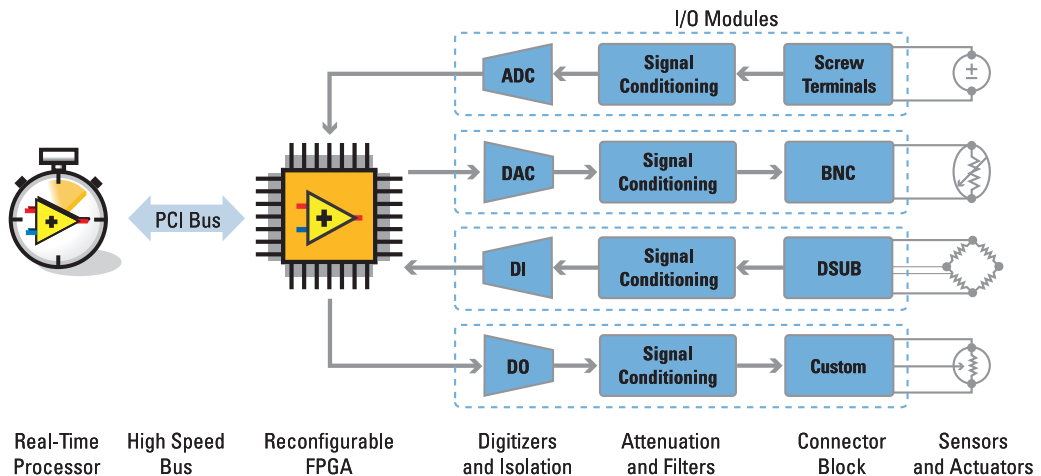 I/O Modules
ADC
Signal
Conditioning
Screw
Terminals
DAC
Signal
Conditioning
BNC
PCI Bus
DI
Signal
Conditioning
DSUB
DO
Signal
Conditioning
Custom
Real-Time
Processor
High Speed
Bus
Reconfigurable
FPGA
Digitizers
and Isolation
Attenuation
and Filters
Connector
Block
Sensors
and Actuators